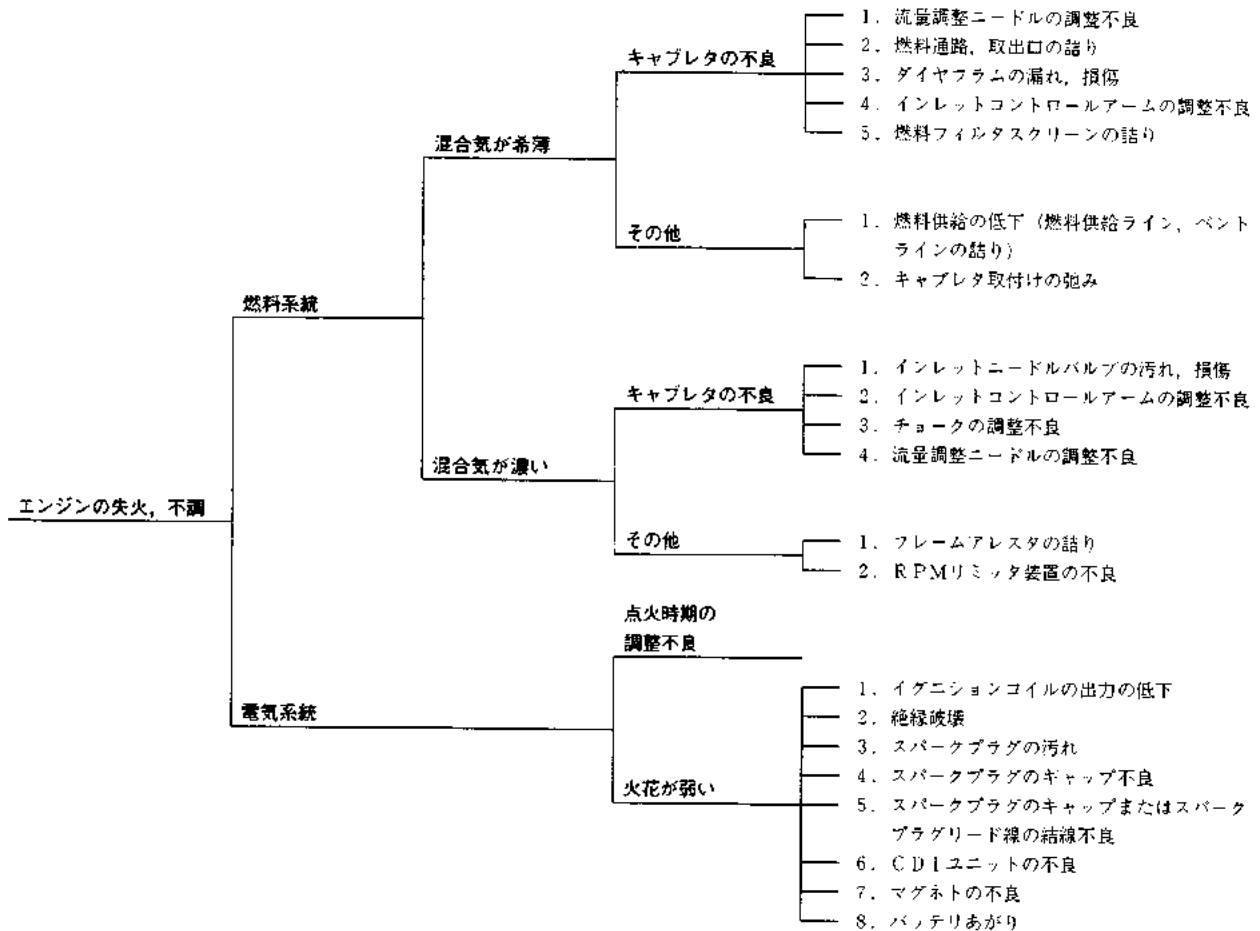 エンジンの失火，不調
燃料系統
混合気が希薄
キャブレタの不良
1．流量調整ニードルの調整不良
2．燃料通路，取出口の詰り
3．ダイヤフラムの漏れ，損傷
4．インレットコントロールアームの調整不良
5．燃料フィルタスクリーンの詰り
その他
1．燃料供給の低下（燃料供給ライン，ベント
ラインの詰り）
2．キャブレタ取付けの弛み
混合気が濃い
キャブレタの不良
1．インレットニードルバルブの汚れ，損傷
2．インレットコントロールアームの調整不良
3．チョークの調整不良
4．流量調整ニードルの調整不良
その他
1．フレームアレスタの詰り
2．ＲＰＭリミッタ装置の不良
電気系統
点火時期の
調整不良
火花が弱い
1．イグニションコイルの出力の低下
2．絶縁破壊
3．スパークプラグの汚れ
4．スパークプラグのギャップ不良
5．スパークプラグのキャップまたはスパーク
プラグリード線の結線不良
6．ＣＤＩユニットの不良
7．マグネトの不良
8．バッテリあがり